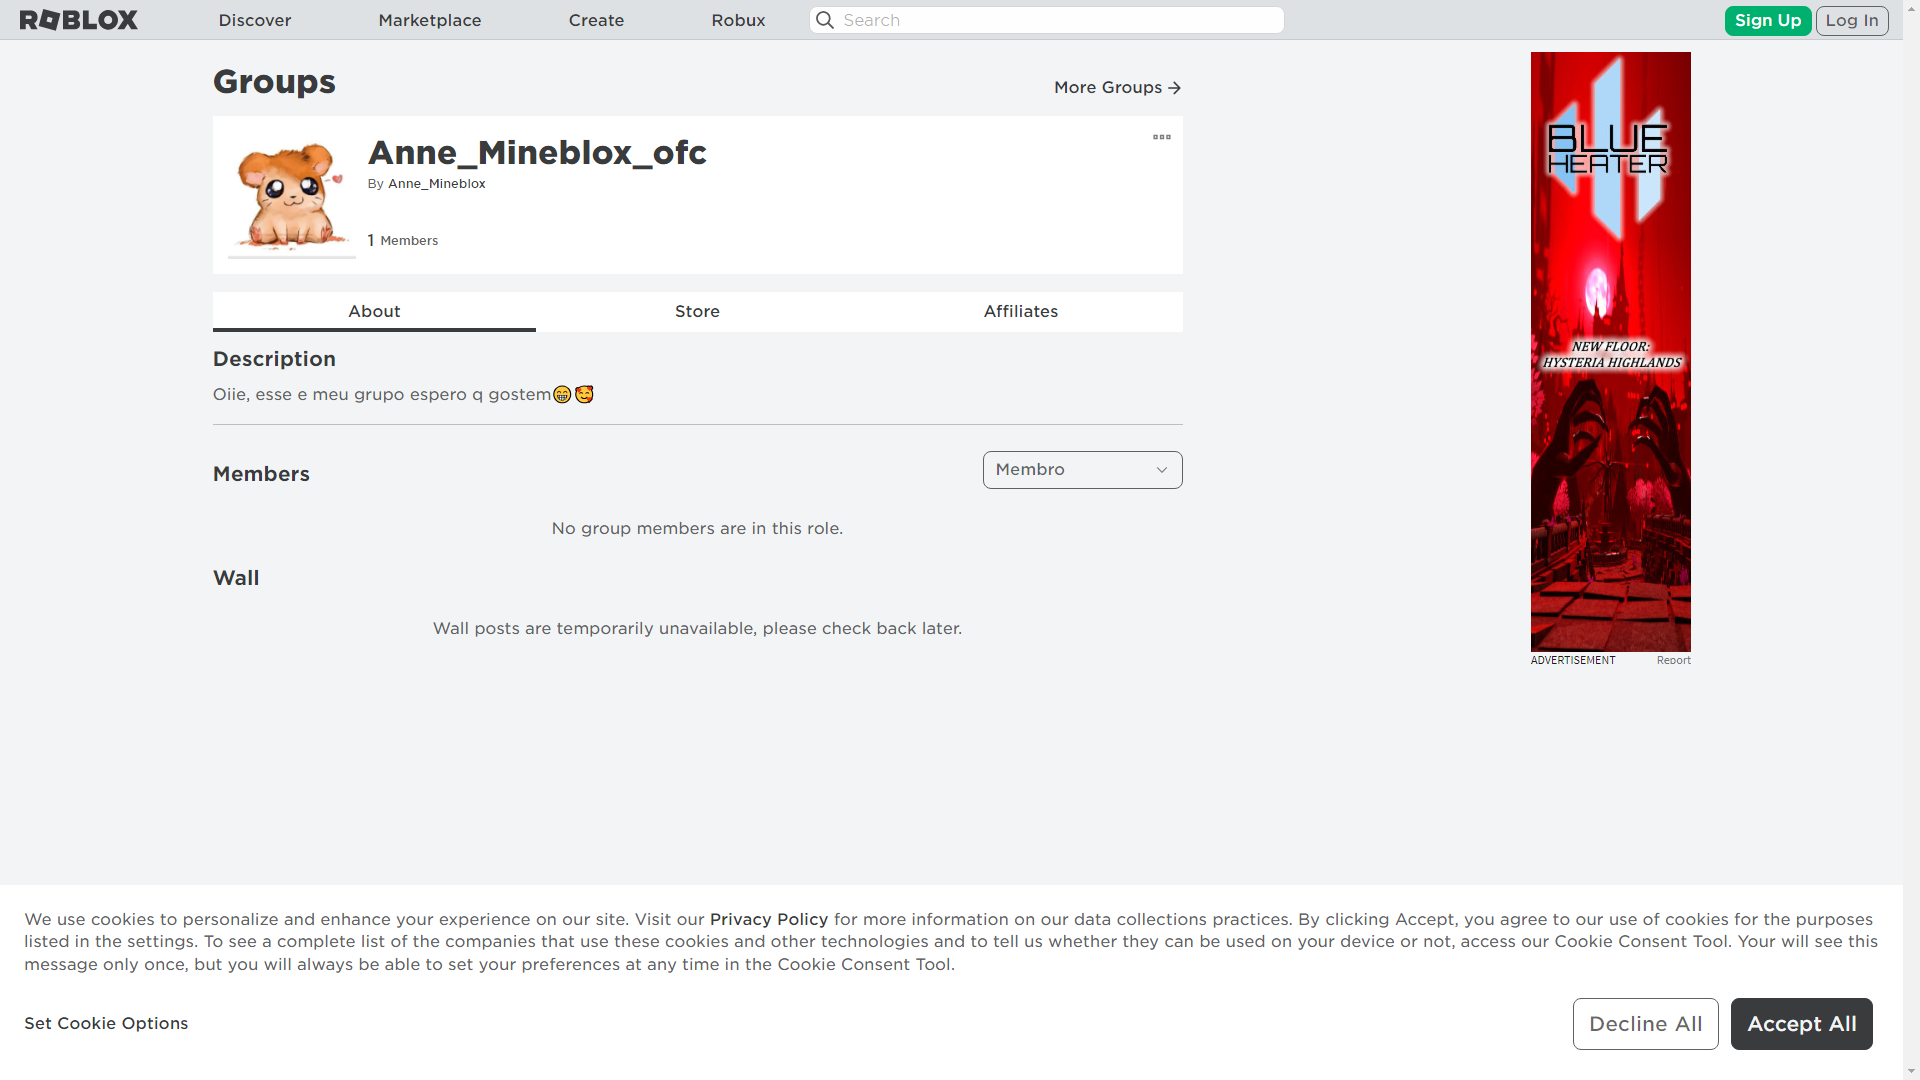 ROBLOX Discover Marketplace Create Robux Search Sign Up Log In
Groups
More Groups
Anne_Mineblox_ofc
By Anne_Mineblox
1 Members
About Store Affiliates
Description
Oiie, esse e meu grupo espero q gostem😁🥰
Members
Membro
No group members are in this role.
Wall
Wall posts are temporarily unavailable, please check back later.
BLUE
HEATER
NEW FLOOR:
HYSTERIA HIGHLANDS
ADVERTISEMENT Report
We use cookies to personalize and enhance your experience on our site. Visit our Privacy Policy for more information on our data collections practices. By clicking Accept, you agree to our use of cookies for the purposes
listed in the settings. To see a complete list of the companies that use these cookies and other technologies and to tell us whether they can be used on your device or not, access our Cookie Consent Tool. Your will see this
message only once, but you will always be able to set your preferences at any time in the Cookie Consent Tool.
Set Cookie Options
Decline All
Accept All